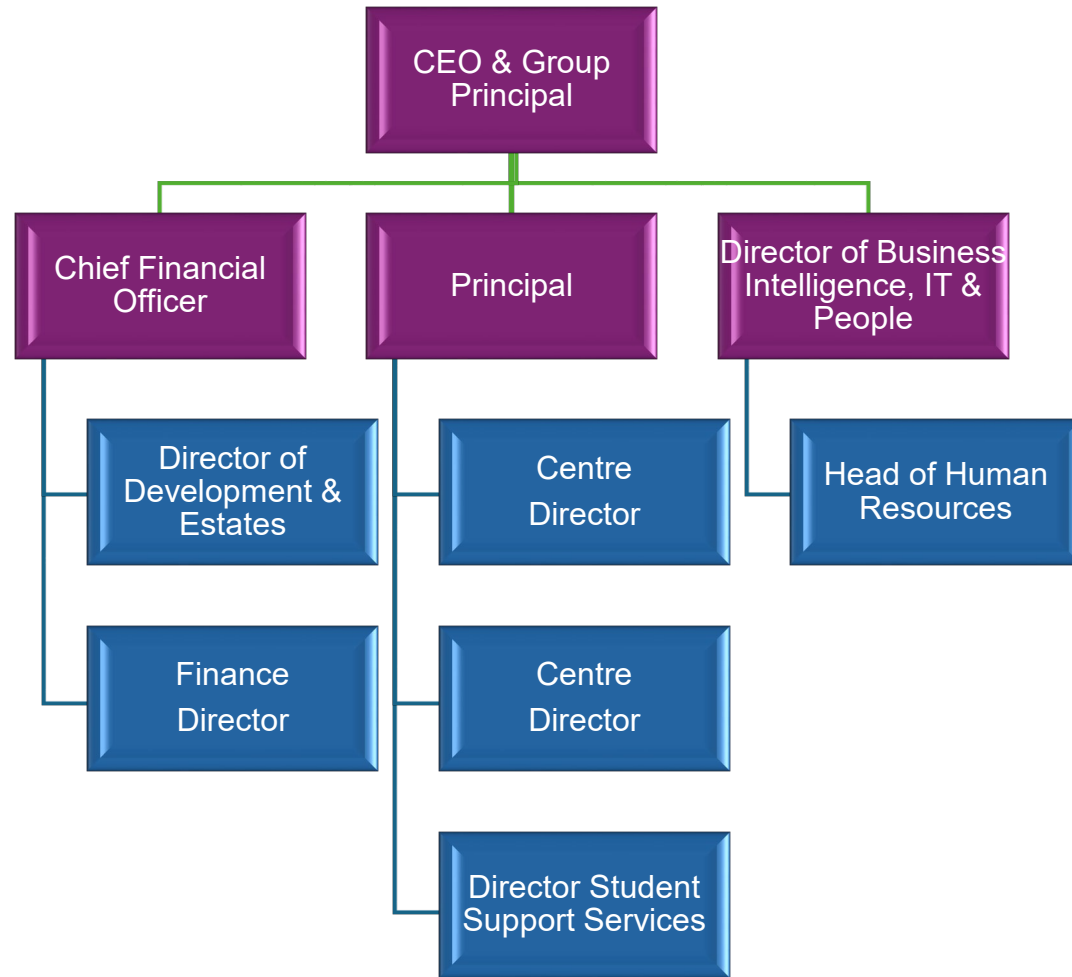 CEO & Group
Principal
Chief Financial
Officer
Principal
Director of Business
Intelligence, IT &
People
Director of
Development &
Estates
Centre
Director
Head of Human
Resources
Finance
Director
Centre
Director
Director Student
Support Services